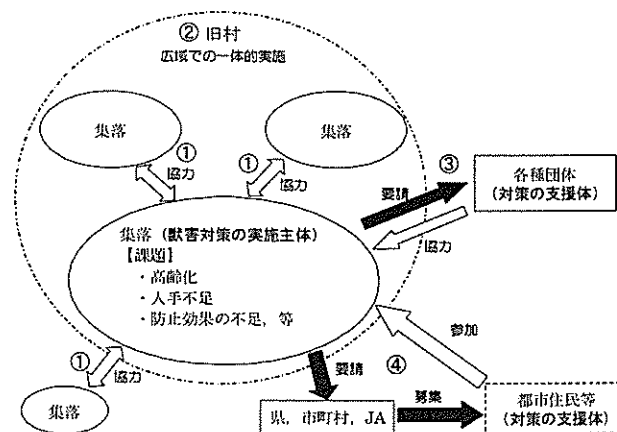 ② 旧村
広域での一体的実施
集落
集落
①
協力
①
協力
③
要請
協力
各種団体
(対策の支援体)
集落 (獣害対策の実施主体)
【課題】
・高齢化
・人手不足
・防止効果の不足, 等
①
協力
集落
要請
④
参加
県, 市町村, JA
募集
都市住民等
(対策の支援体)